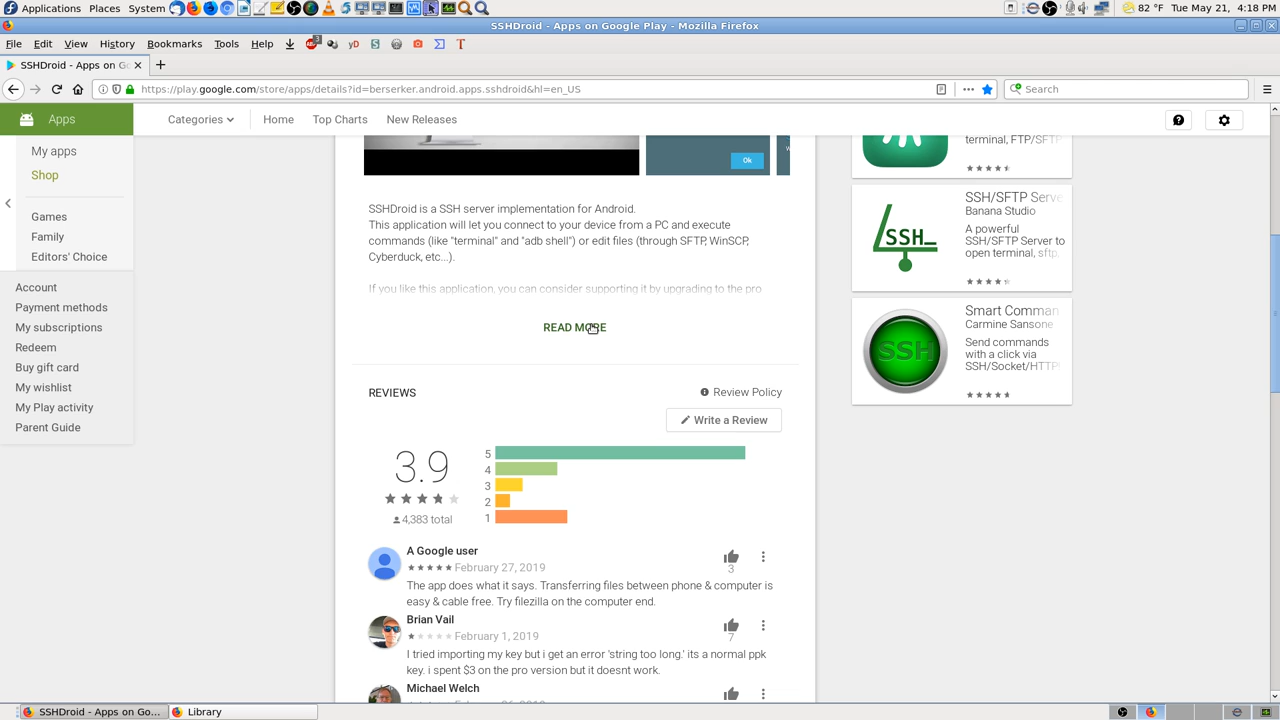 Applications Places System
82 °F Tue May 21, 4:18 PM
SSHDroid - Apps on Google Play - Mozilla Firefox
File Edit View History Bookmarks Tools Help
3
yD
S
T
SSHDroid - Apps on Go
https://play.google.com/store/apps/details?id=berserker.android.apps.sshdroid&hl=en_US
Search
Apps
Categories
Home
Top Charts
New Releases
My apps
Shop
Games
Family
Editors' Choice
Account
Payment methods
My subscriptions
Redeem
Buy gift card
My wishlist
My Play activity
Parent Guide
Ok
SSHDroid is a SSH server implementation for Android.
This application will let you connect to your device from a PC and execute
commands (like "terminal" and "adb shell") or edit files (through SFTP, WinSCP,
Cyberduck, etc...).
If you like this application, you can consider supporting it by upgrading to the pro
READ MORE
REVIEWS
Review Policy
Write a Review
3.9
4,383 total
5
4
3
2
1
A Google user
February 27, 2019
3
The app does what it says. Transferring files between phone & computer is
easy & cable free. Try filezilla on the computer end.
Brian Vail
February 1, 2019
7
I tried importing my key but i get an error 'string too long.' its a normal ppk
key. i spent $3 on the pro version but it doesnt work.
Michael Welch
terminal, FTP/SFTP
SSH/SFTP Serve
Banana Studio
A powerful
SSH/SFTP Server to
open terminal, sftp,
SSH_
Smart Comman
Carmine Sansone
Send commands
with a click via
SSH/Socket/HTTP
SSH
SSHDroid - Apps on Go...
Library